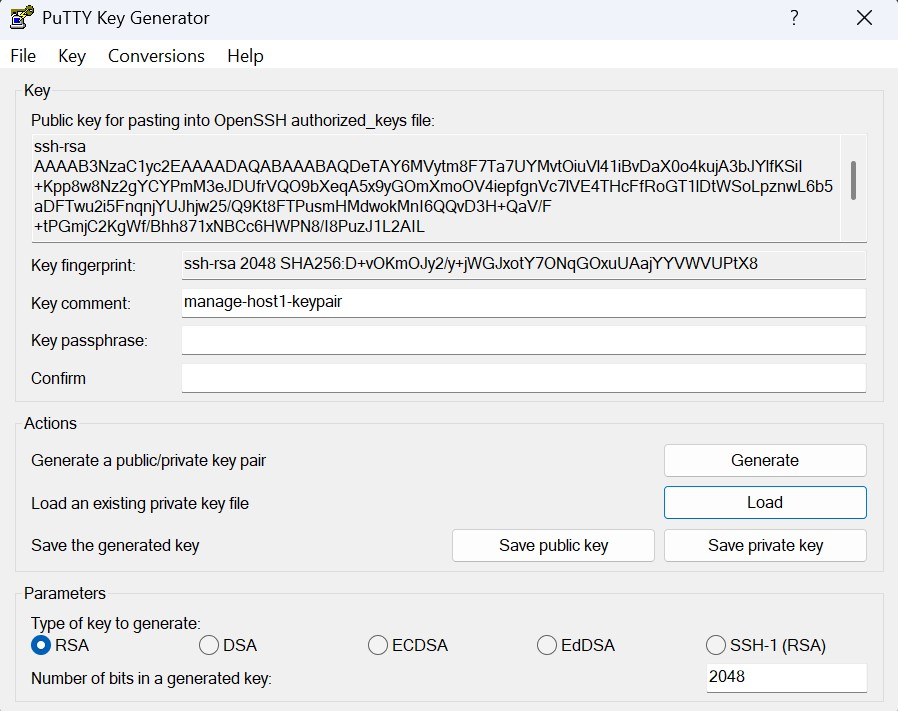 PuTTY Key Generator
? ×
File Key Conversions Help
Key
Public key for pasting into OpenSSH authorized_keys file:
ssh-rsa
AAAAB3NzaC1yc2EAAAADAQABAAABAQDeTAY6MVytm8F7Ta7UYMvtOiuVl41iBvDaX0o4kujA3bJYlfKSiI
+Kpp8w8Nz2gYCYPmM3eJDUfrVQO9bXeqA5x9yGOmXmoOV4iepfgnVc7lVE4THcFfRoGT1IDtWSoLpznwL6b5
aDFTwu2i5FnqnjYUJhjw25/Q9Kt8FTPusmHMdwokMnI6QQvD3H+QaV/F
+tPGmjC2KgWf/Bhh871xNBCc6HWPN8/I8PuzJ1L2AIL
Key fingerprint: ssh-rsa 2048 SHA256:D+vOKmOJy2/y+jWGJxotY7ONqGOxuUAajYYVWVUPtX8
Key comment: manage-host1-keypair
Key passphrase:
Confirm
Actions
Generate a public/private key pair Generate
Load an existing private key file Load
Save the generated key Save public key Save private key
Parameters
Type of key to generate:
RSA DSA ECDSA EdDSA SSH-1 (RSA)
Number of bits in a generated key: 2048